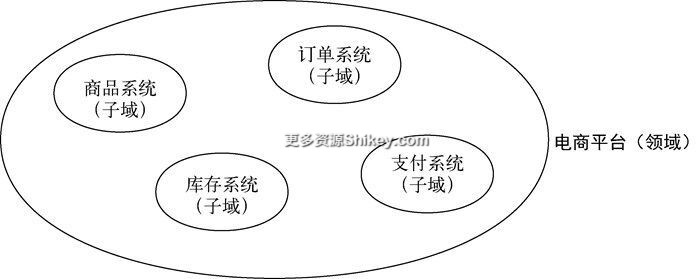 订单系统
（子域）
商品系统
（子域）
更多资源Shikey.com
电商平台（领域）
支付系统
（子域）
库存系统
（子域）